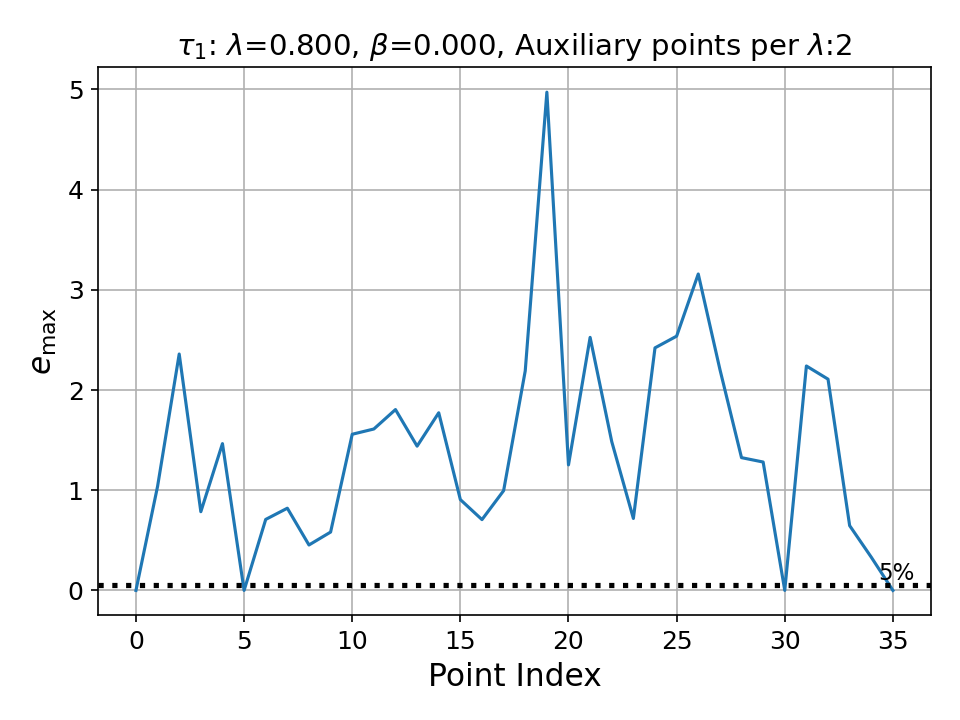 τ₁: λ=0.800, β=0.000, Auxiliary points per λ:2
e_max
5
4
3
2
1
0
5%
0 5 10 15 20 25 30 35
Point Index